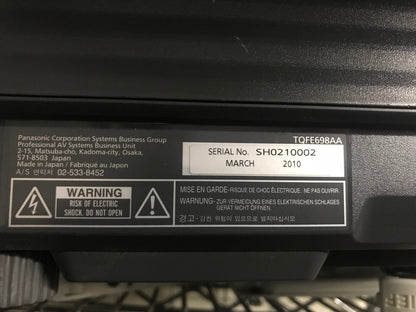 Panasonic Corporation Systems Business Group
Professional AV Systems Business Unit
2-15, Matsuba-cho, Kadoma-city, Osaka,
571-8503 Japan
Made in Japan / Fabriqué au Japon
A/S 연락처 02-533-8452
TQFE698AA
SERIAL No. SH0210002
MARCH 2010
WARNING
RISK OF ELECTRIC
SHOCK. DO NOT OPEN
MISE EN GARDE-RISQUE DE CHOC ÉLECTRIQUE : NE PAS OUVRIR.
WARNUNG- ZUR VERMEIDUNG EINES ELEKTRISCHEN SCHLAGES
GERÄT NICHT ÖFFNEN.
경고- 감전 위험이 있으므로 열지마십시오